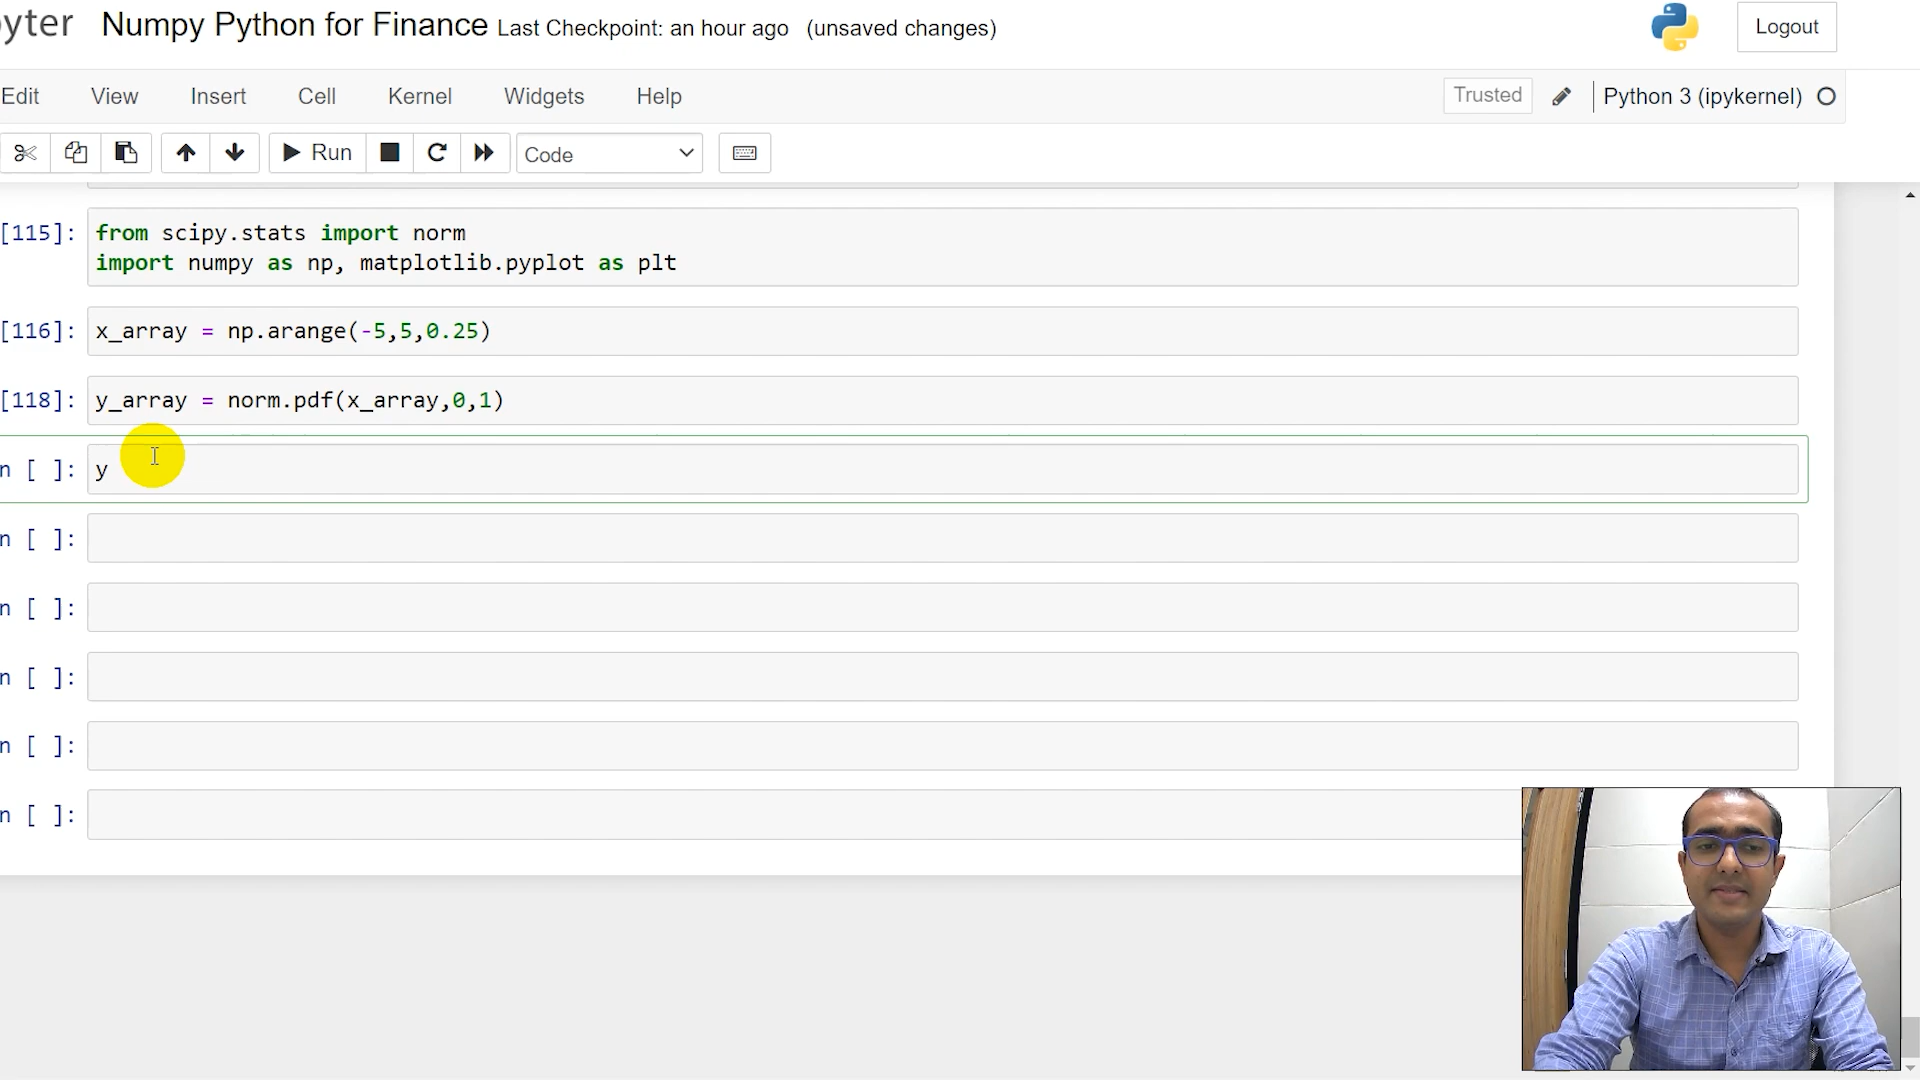 yter Numpy Python for Finance Last Checkpoint: an hour ago (unsaved changes) Logout
Edit View Insert Cell Kernel Widgets Help Trusted Python 3 (ipykernel)
Run Code
[115]: from scipy.stats import norm
import numpy as np, matplotlib.pyplot as plt
[116]: x_array = np.arange(-5,5,0.25)
[118]: y_array = norm.pdf(x_array,0,1)
n [ ]: y
n [ ]:
n [ ]:
n [ ]:
n [ ]:
n [ ]: